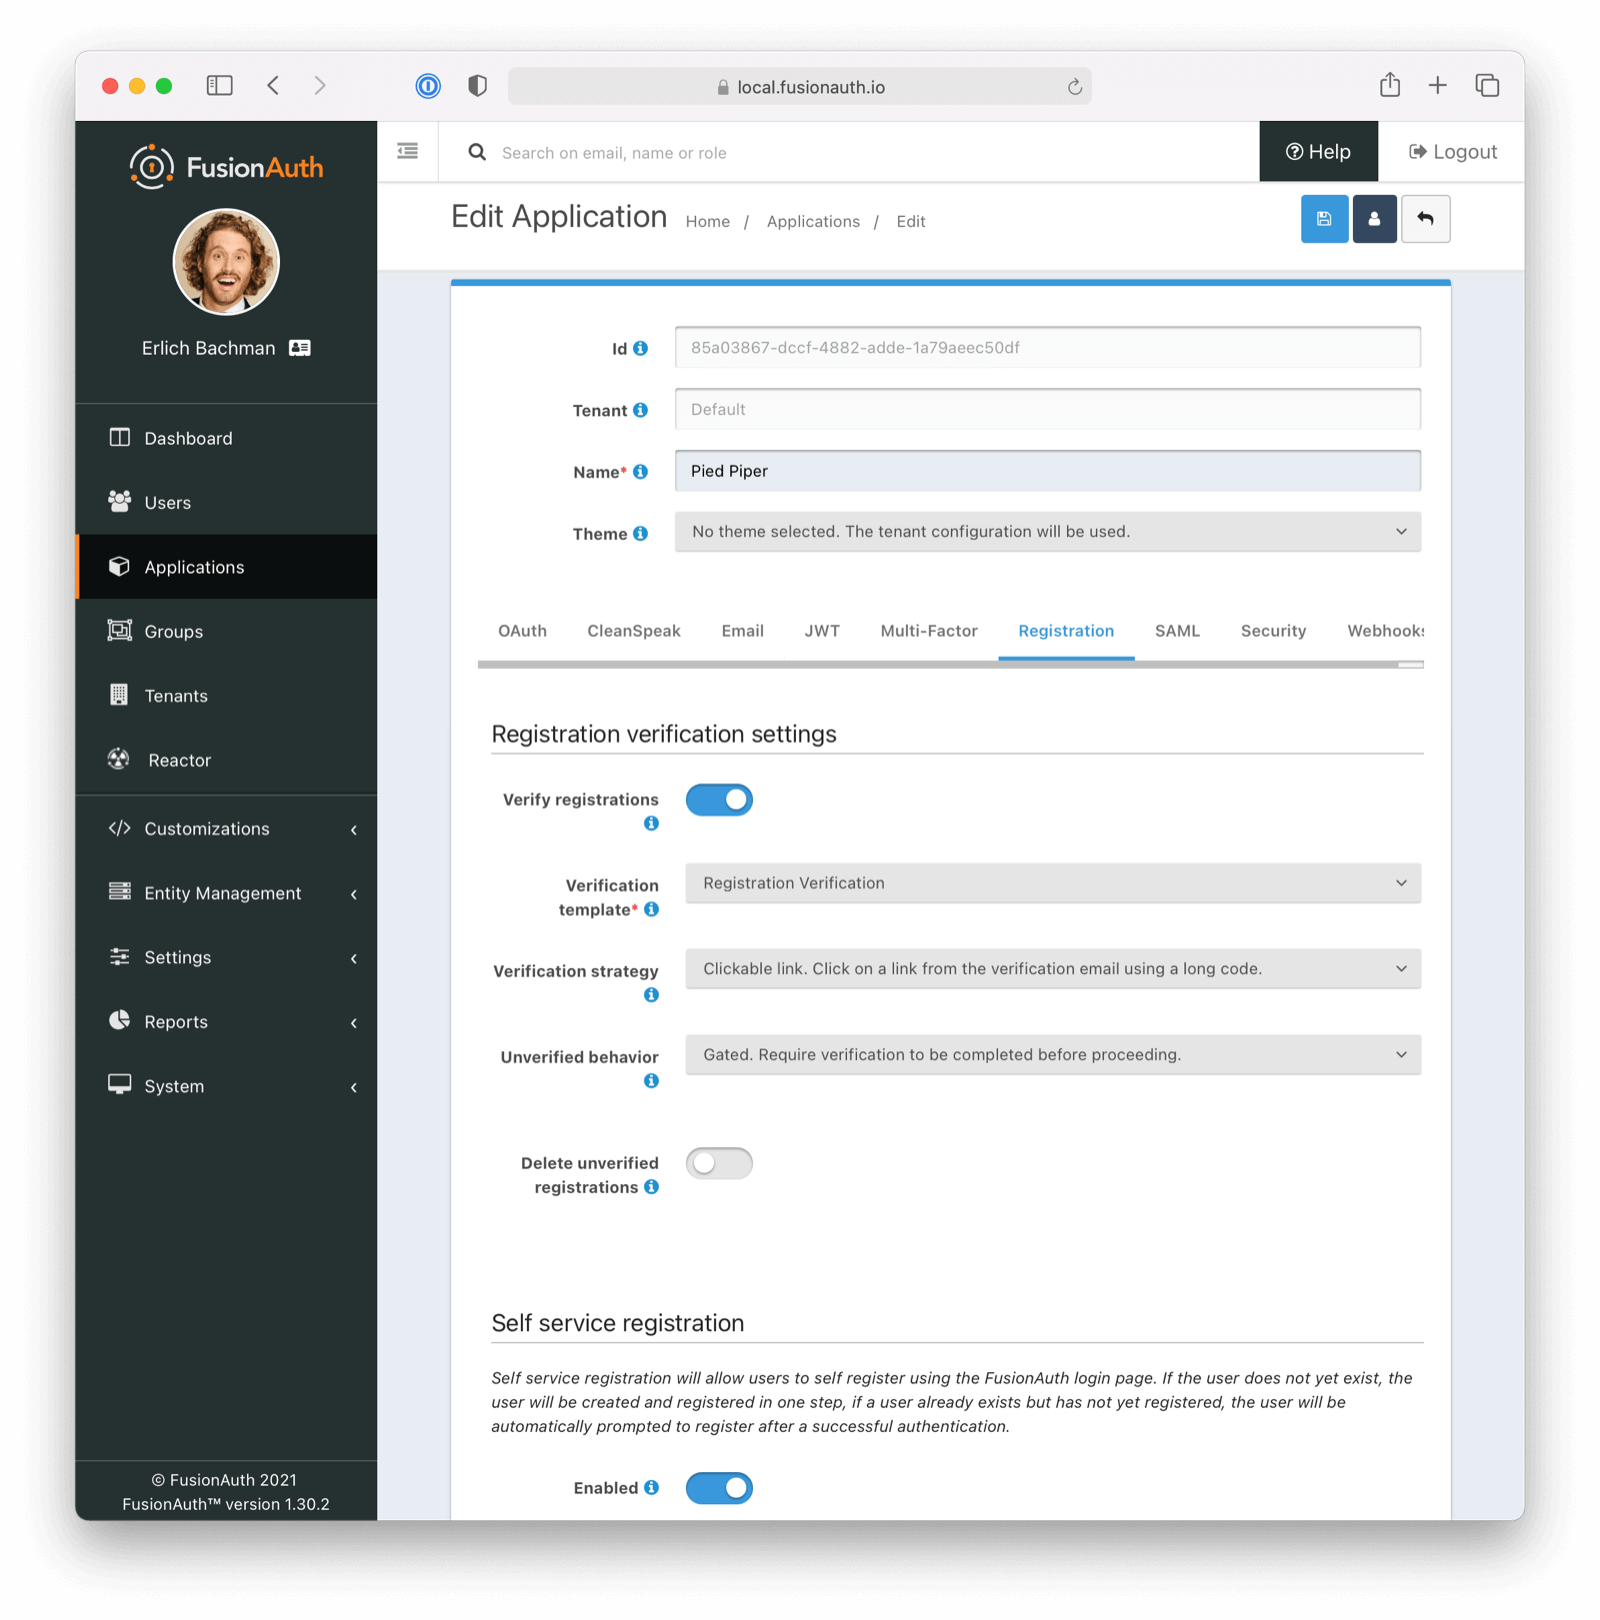 local.fusionauth.io
FusionAuth
Search on email, name or role
Help
Logout
Erlich Bachman
Dashboard
Users
Applications
Groups
Tenants
Reactor
Customizations
Entity Management
Settings
Reports
System
© FusionAuth 2021
FusionAuth™ version 1.30.2
Edit Application
Home / Applications / Edit
Id 85a03867-dccf-4882-adde-1a79aeec50df
Tenant Default
Name* Pied Piper
Theme No theme selected. The tenant configuration will be used.
OAuth CleanSpeak Email JWT Multi-Factor Registration SAML Security Webhooks
Registration verification settings
Verify registrations
Verification template* Registration Verification
Verification strategy Clickable link. Click on a link from the verification email using a long code.
Unverified behavior Gated. Require verification to be completed before proceeding.
Delete unverified registrations
Self service registration
Self service registration will allow users to self register using the FusionAuth login page. If the user does not yet exist, the
user will be created and registered in one step, if a user already exists but has not yet registered, the user will be
automatically prompted to register after a successful authentication.
Enabled